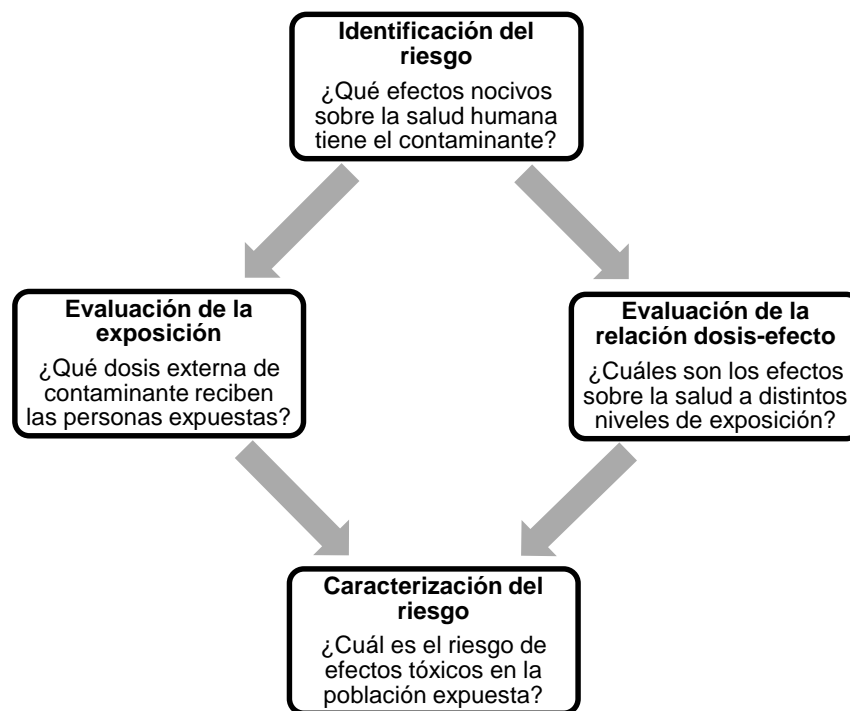 Identificación del
riesgo
¿Qué efectos nocivos
sobre la salud humana
tiene el contaminante?
Evaluación de la
exposición
¿Qué dosis externa de
contaminante reciben
las personas expuestas?
Evaluación de la
relación dosis-efecto
¿Cuáles son los efectos
sobre la salud a distintos
niveles de exposición?
Caracterización del
riesgo
¿Cuál es el riesgo de
efectos tóxicos en la
población expuesta?